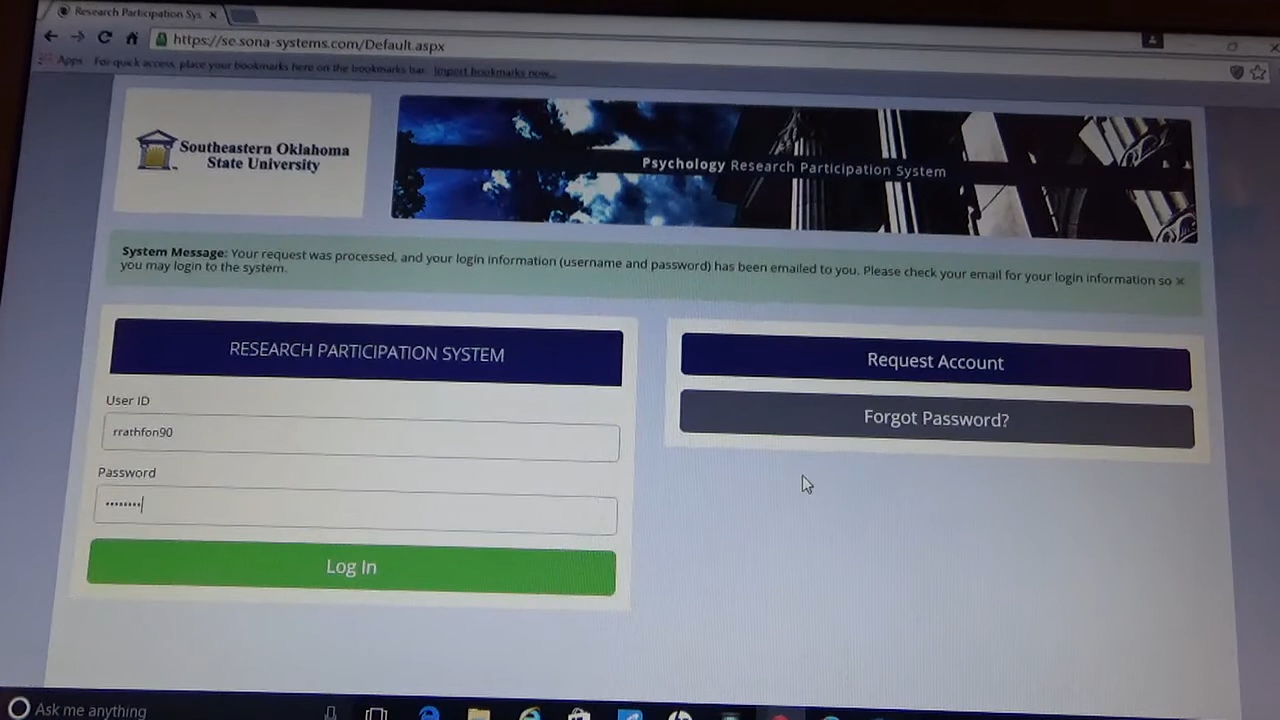 Research Participation Sys
https://se.sona-systems.com/Default.aspx
Apps For quick access, place your bookmarks here on the bookmarks bar. Import bookmarks now...
Southeastern Oklahoma
State University
Psychology Research Participation System
System Message: Your request was processed, and your login information (username and password) has been emailed to you. Please check your email for your login information so
you may login to the system.
RESEARCH PARTICIPATION SYSTEM
User ID
rrathfon90
Password
Log In
Request Account
Forgot Password?
Ask me anything